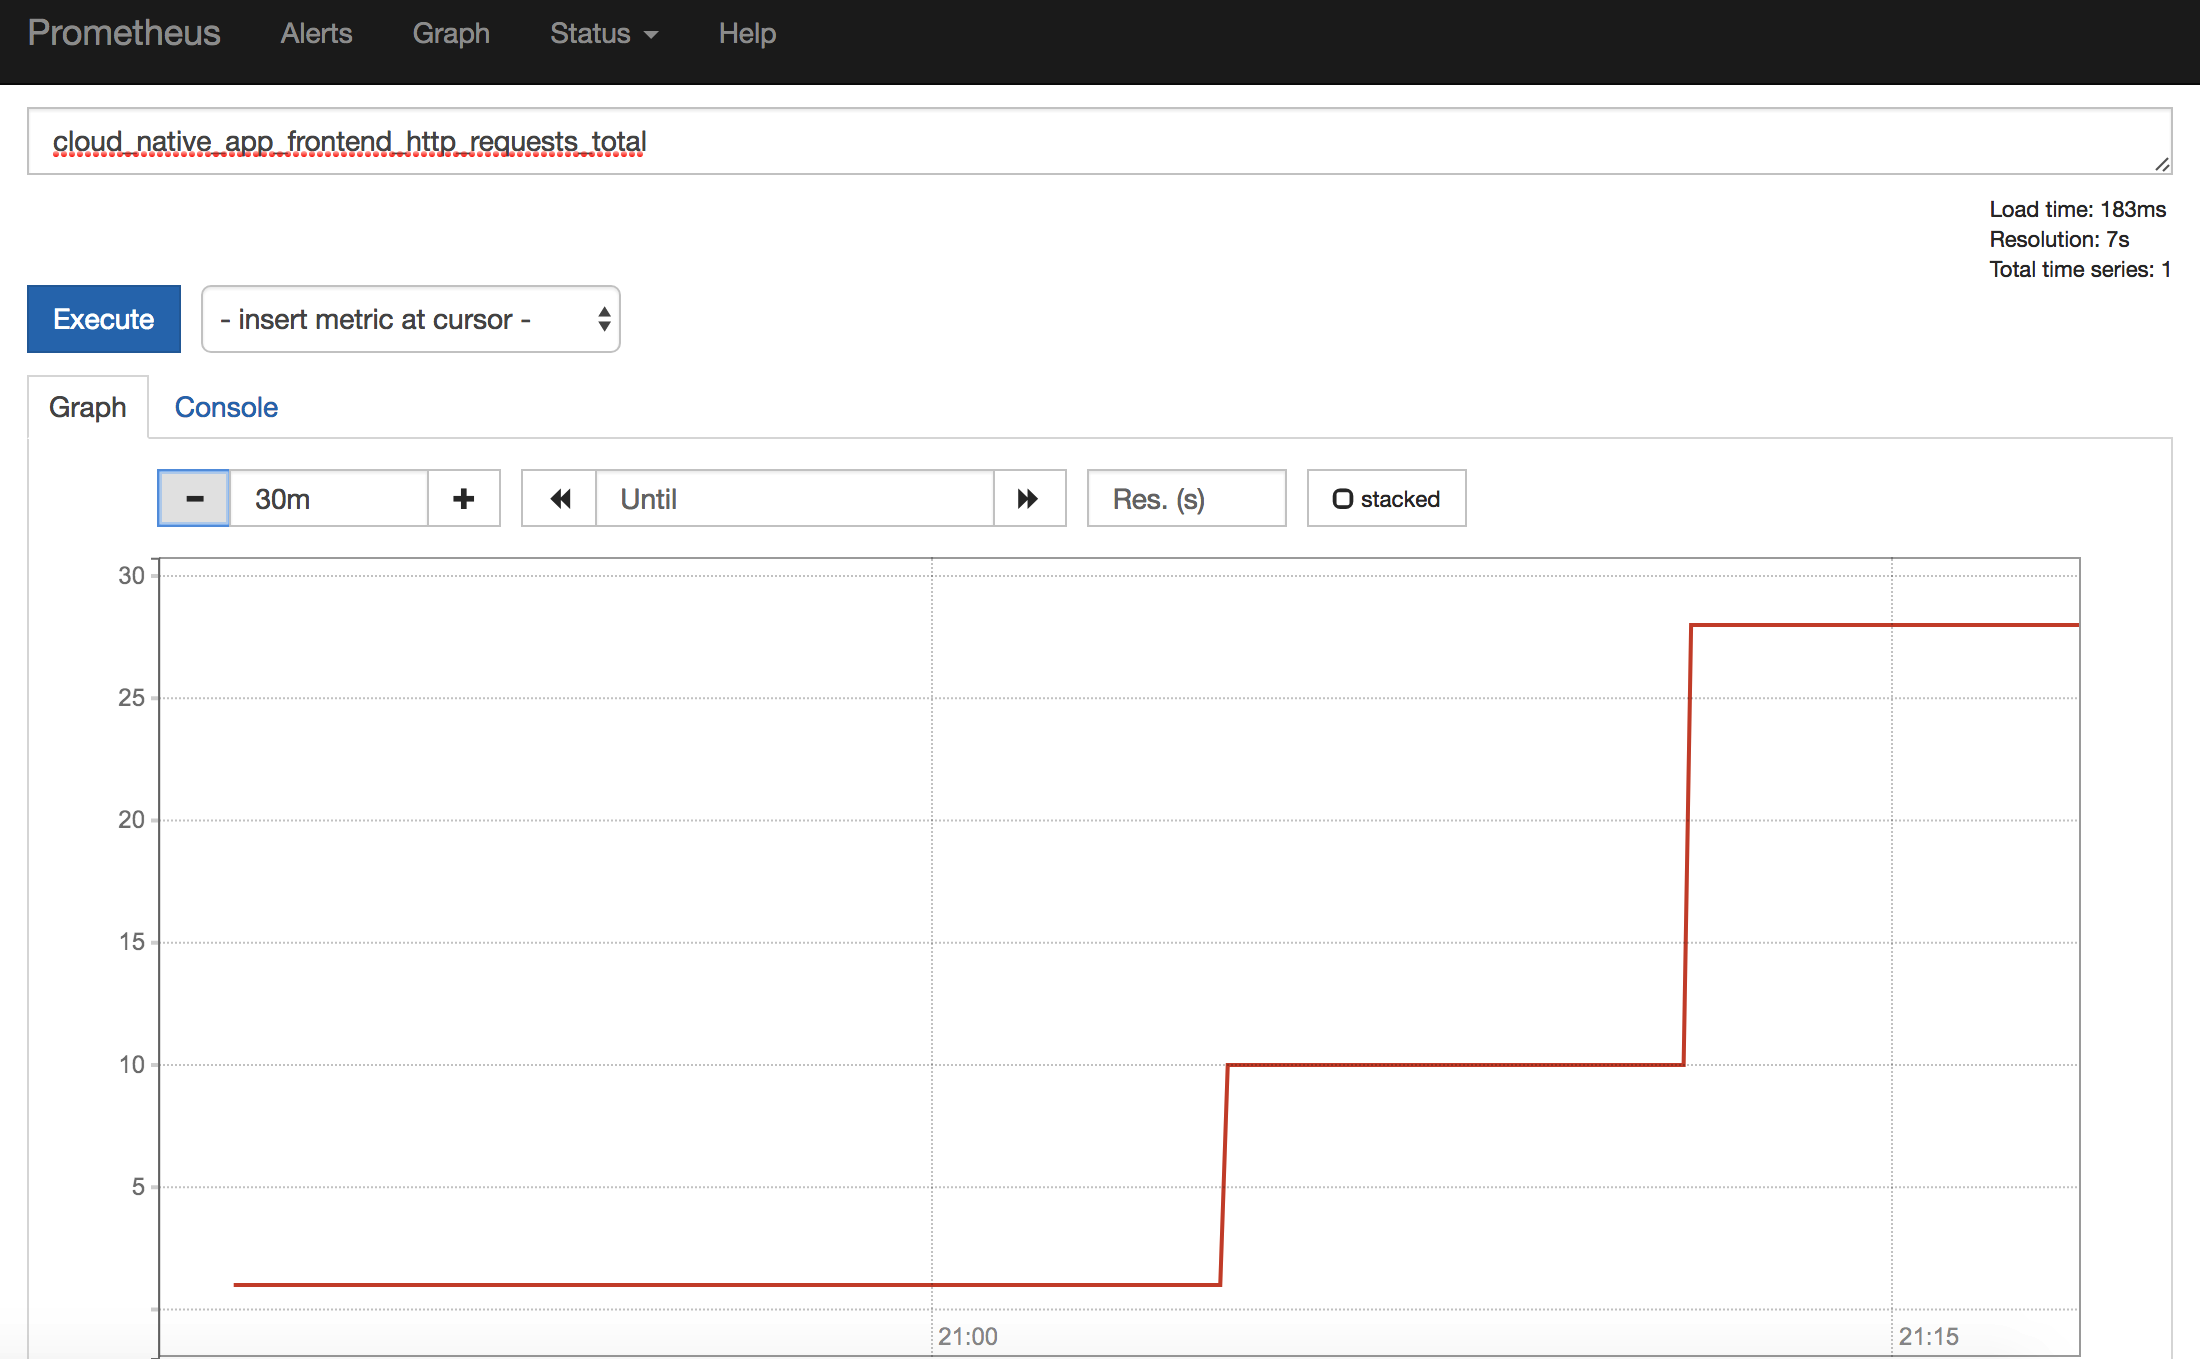 Prometheus Alerts Graph Status Help
cloud_native_app_frontend_http_requests_total
Load time: 183ms
Resolution: 7s
Total time series: 1
Execute - insert metric at cursor -
Graph Console
30m Until Res. (s) stacked
30
25
20
15
10
5
21:00 21:15